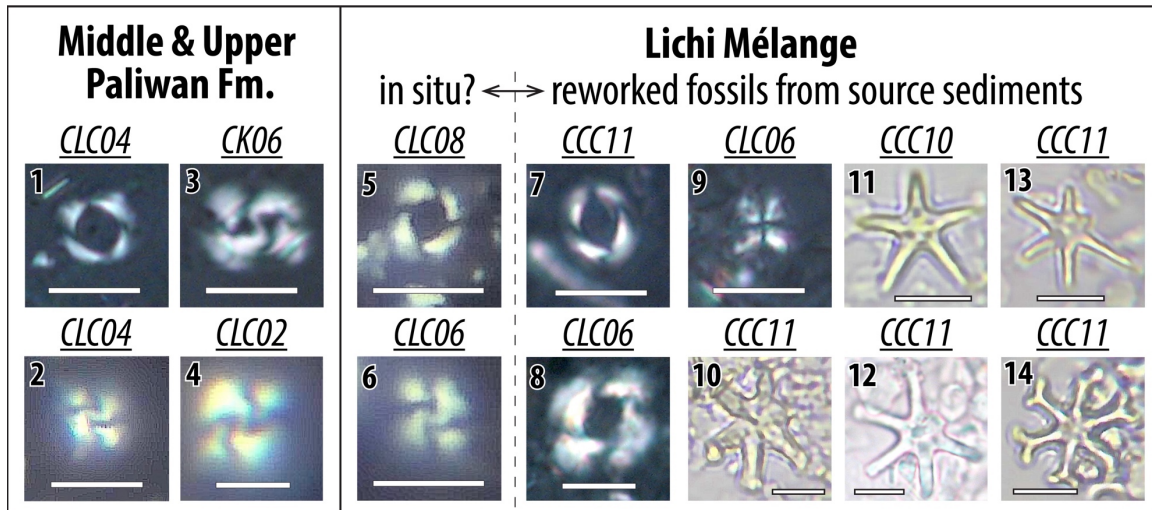 Middle & Upper
Paliwan Fm.
Lichi Mélange
in situ?
reworked fossils from source sediments
CLC04
CK06
CLC08
CCC11
CLC06
CCC10
CCC11
1
3
5
7
9
11
13
CLC04
CLC02
CLC06
CLC06
CCC11
CCC11
CCC11
2
4
6
8
10
12
14